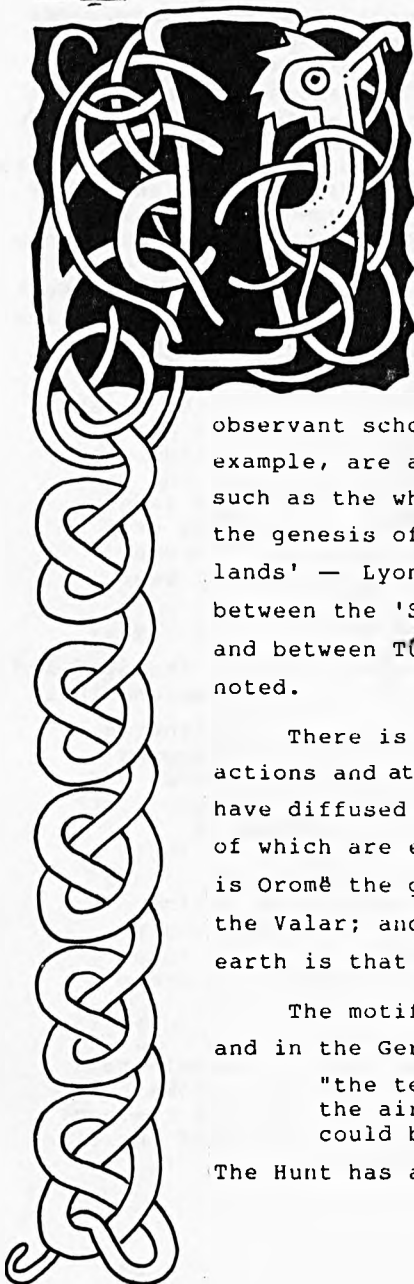 observant scho
example, are a
such as the wh
the genesis of
lands' — Lyon
between the 'S
and between Tû
noted.
There is
actions and at
have diffused
of which are e
is Oromë the g
the Valar; and
earth is that
The motif
and in the Ger
"the te
the air
could b
The Hunt has a